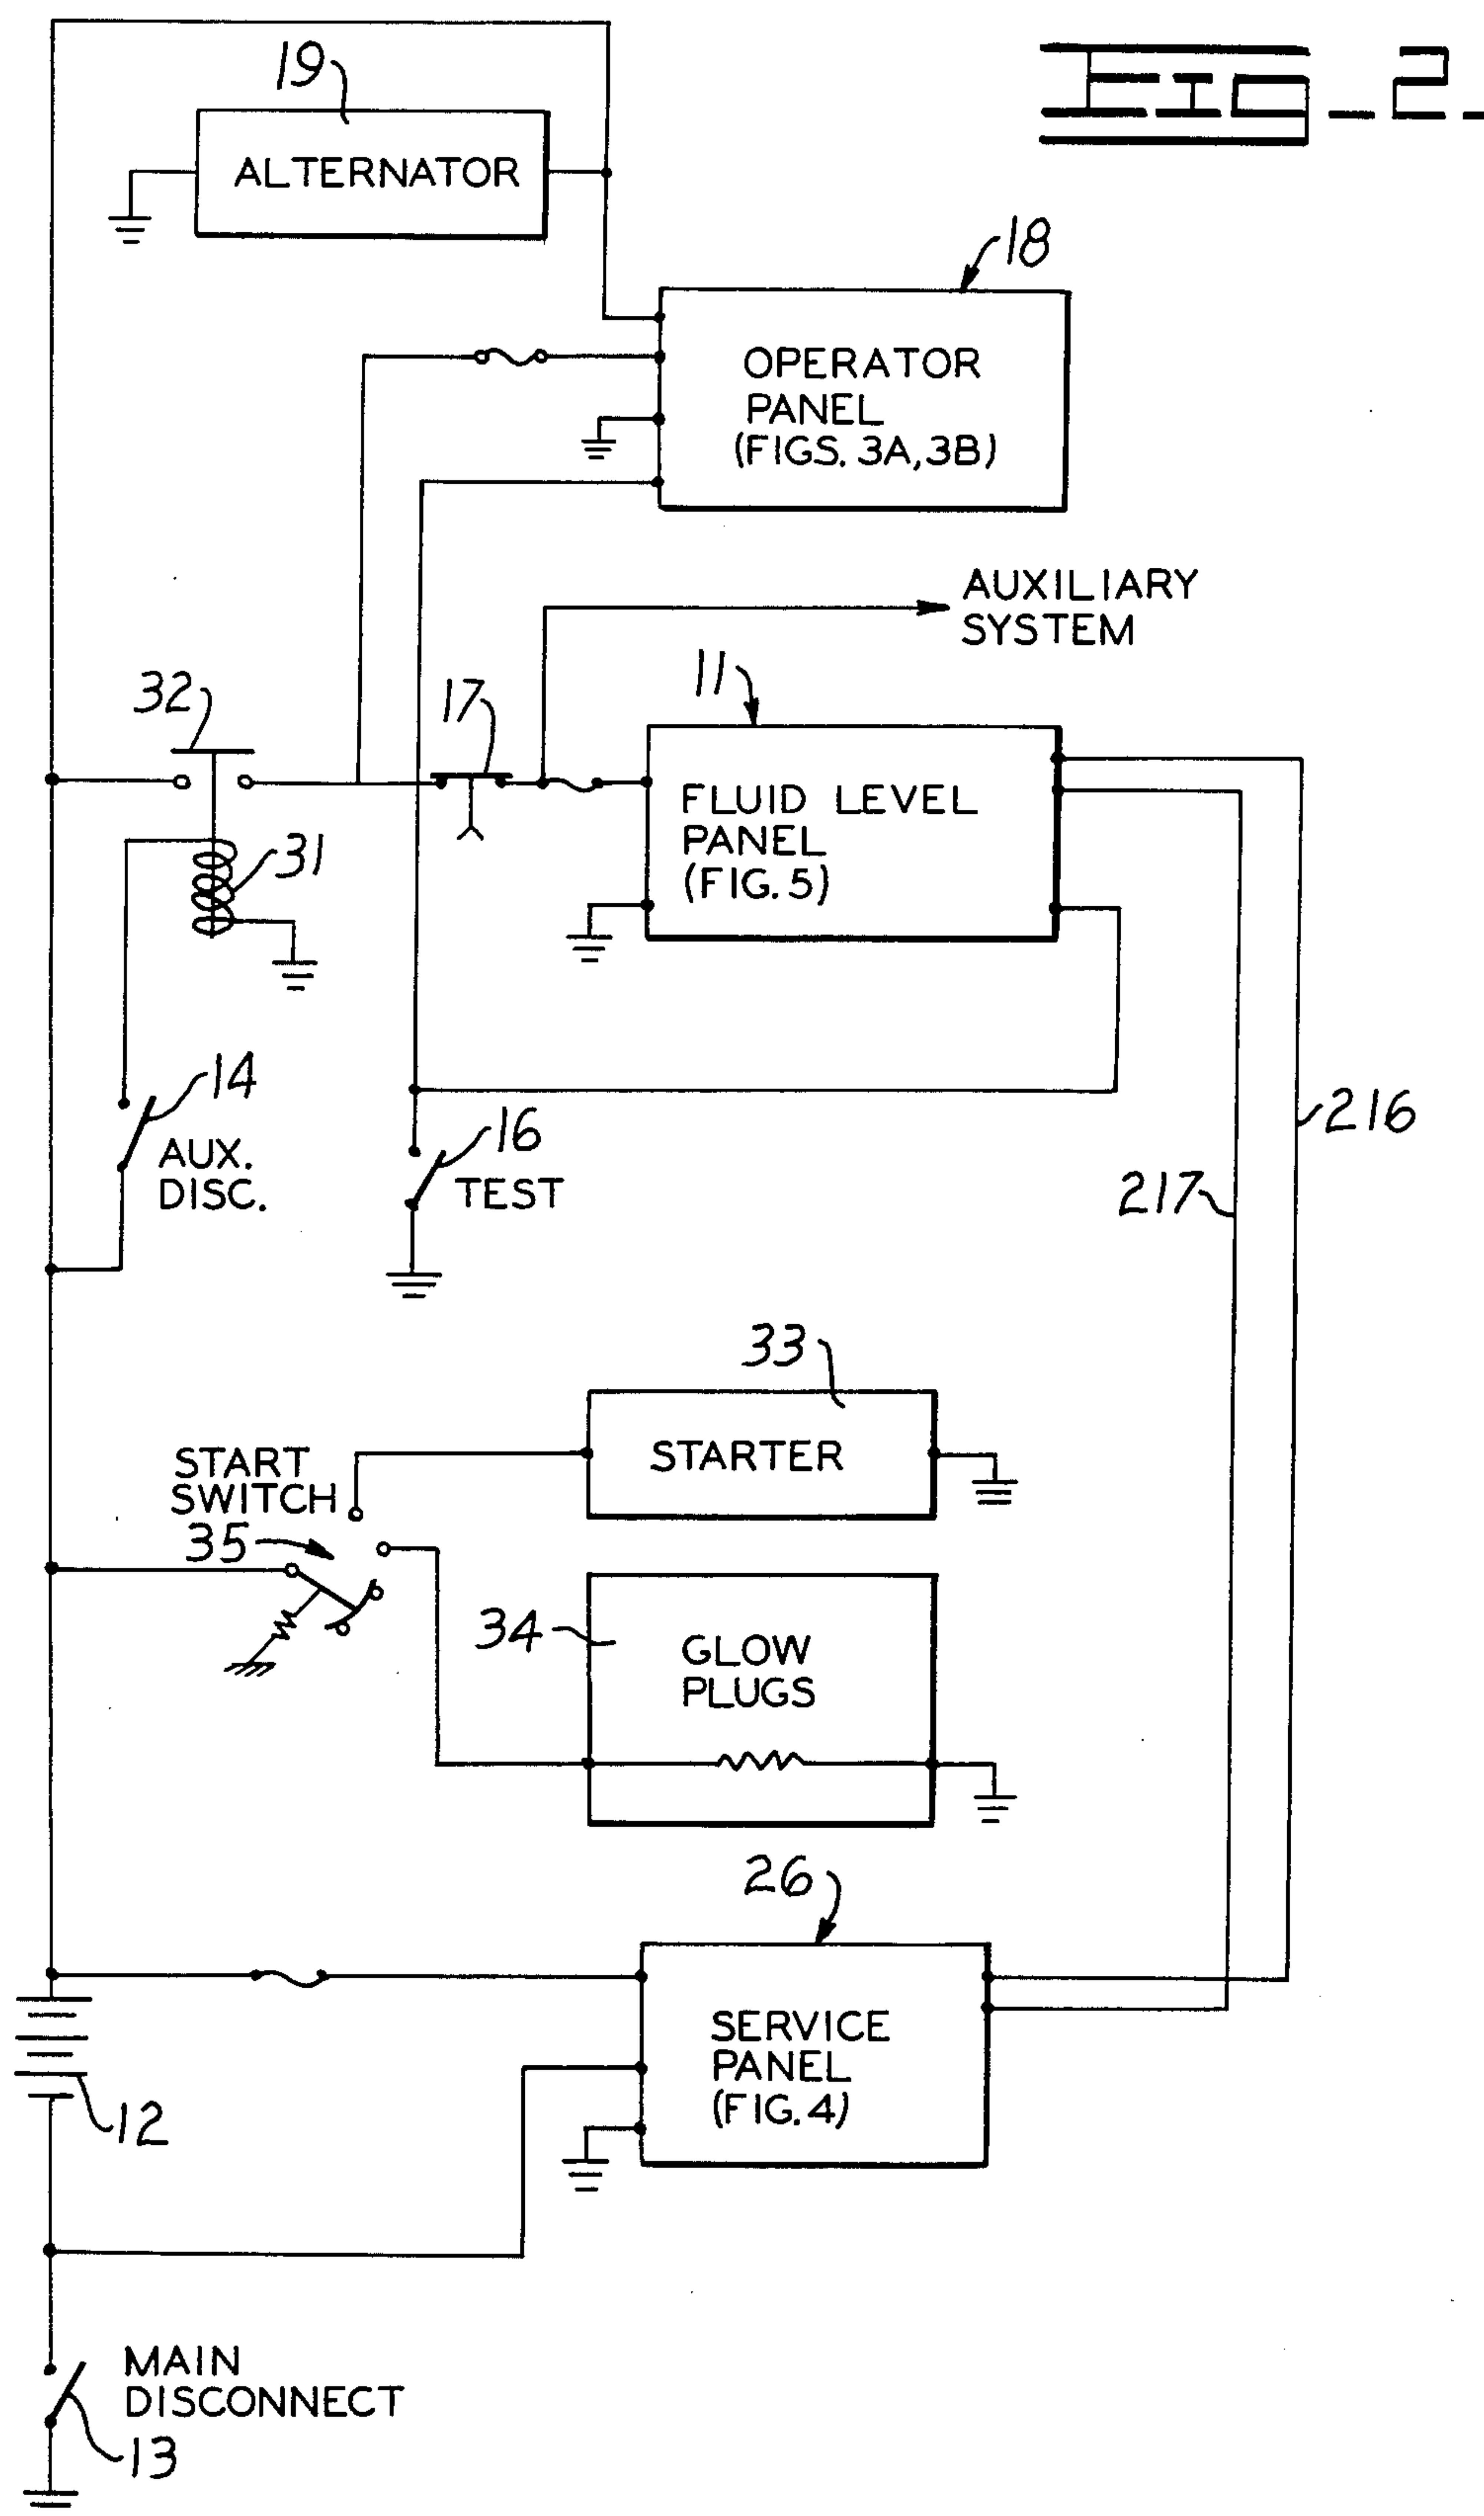 FIG_2_
19
ALTERNATOR
18
OPERATOR
PANEL
(FIGS. 3A, 3B)
AUXILIARY
SYSTEM
32
17
11
FLUID LEVEL
PANEL
(FIG. 5)
31
14
AUX.
DISC.
16
TEST
216
217
33
STARTER
START
SWITCH
35
34
GLOW
PLUGS
26
SERVICE
PANEL
(FIG. 4)
12
MAIN
DISCONNECT
13